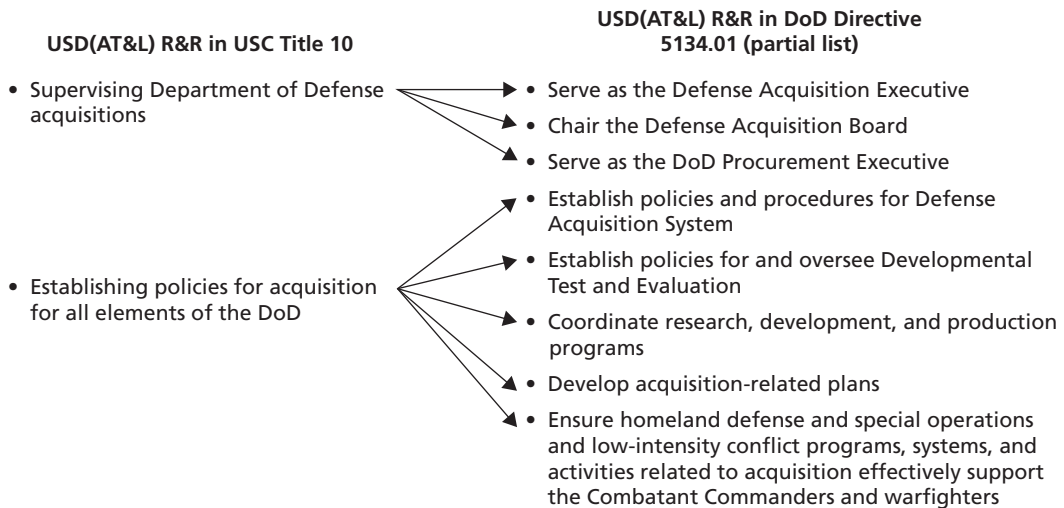 USD(AT&L) R&R in USC Title 10
• Supervising Department of Defense
acquisitions
• Establishing policies for acquisition
for all elements of the DoD
USD(AT&L) R&R in DoD Directive
5134.01 (partial list)
• Serve as the Defense Acquisition Executive
• Chair the Defense Acquisition Board
• Serve as the DoD Procurement Executive
• Establish policies and procedures for Defense
Acquisition System
• Establish policies for and oversee Developmental
Test and Evaluation
• Coordinate research, development, and production
programs
• Develop acquisition-related plans
• Ensure homeland defense and special operations
and low-intensity conflict programs, systems, and
activities related to acquisition effectively support
the Combatant Commanders and warfighters